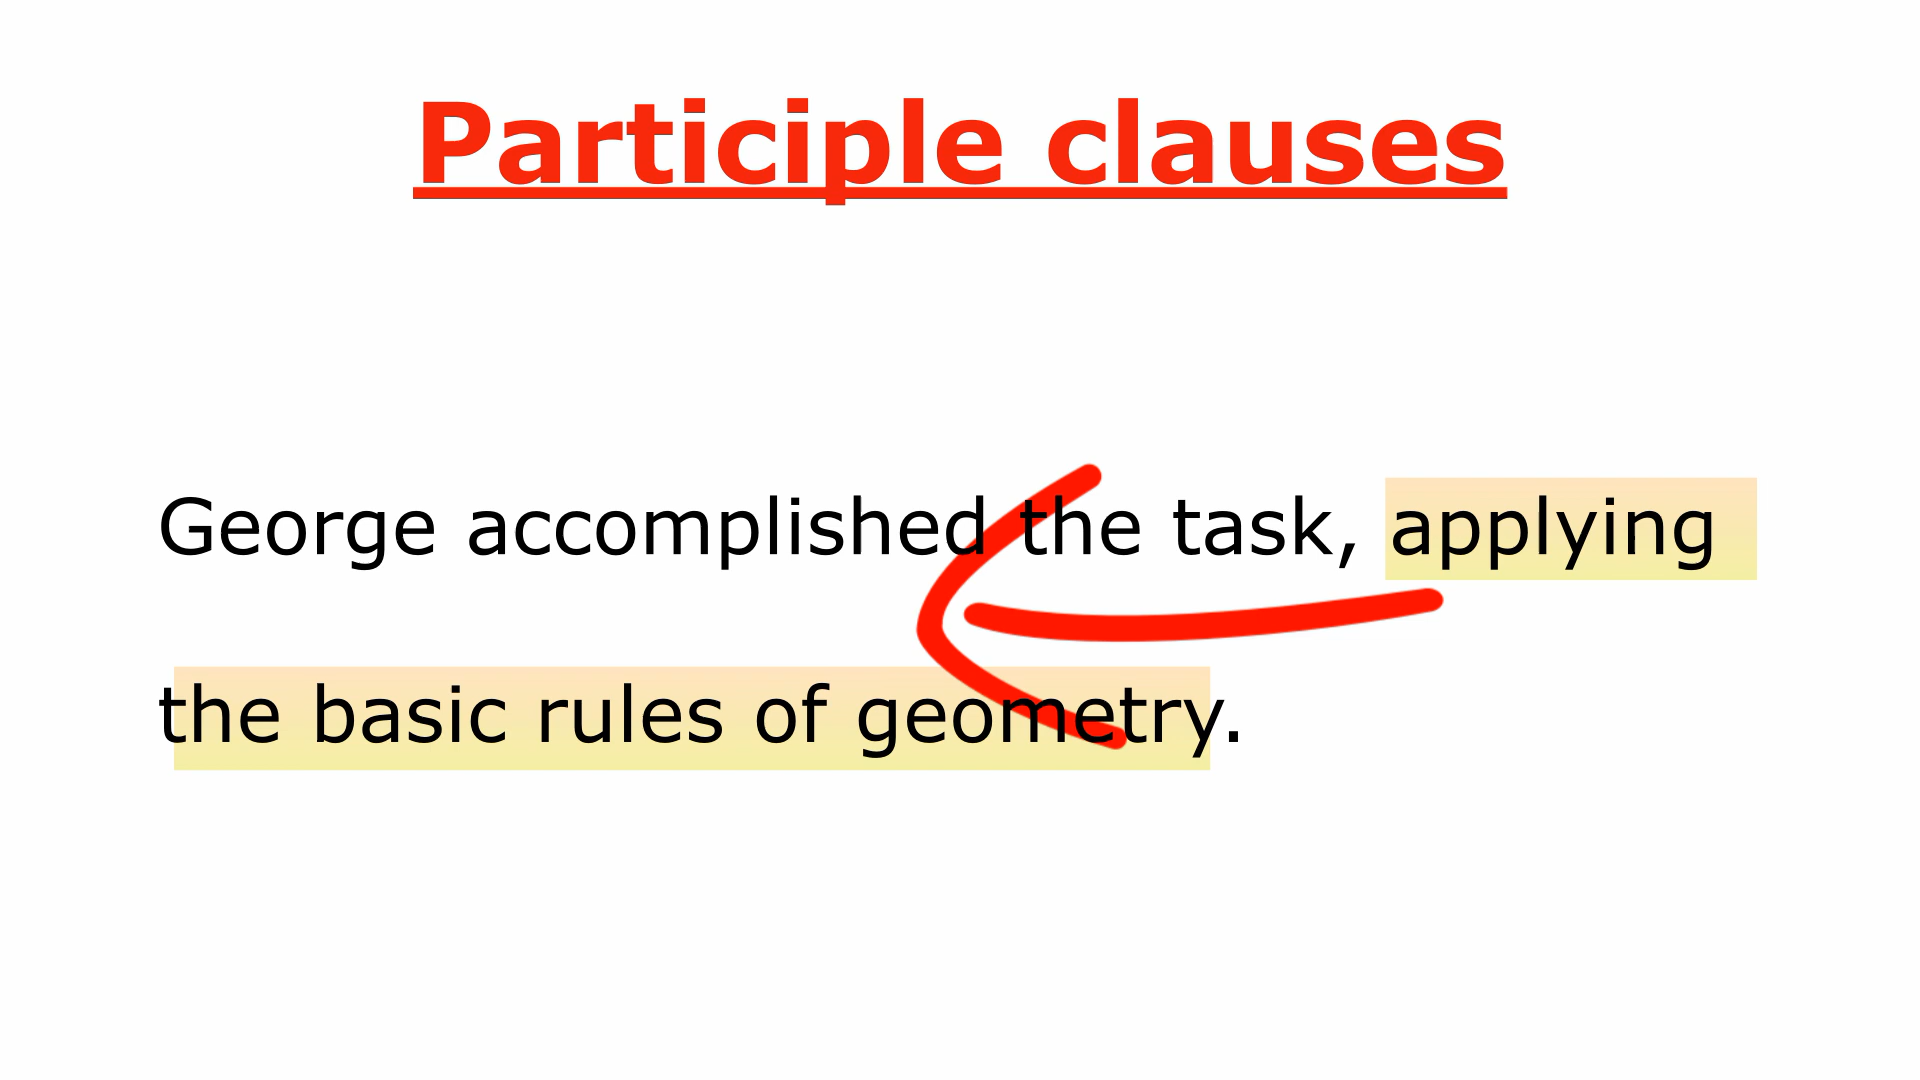 Participle clauses
George accomplished the task, applying
the basic rules of geometry.